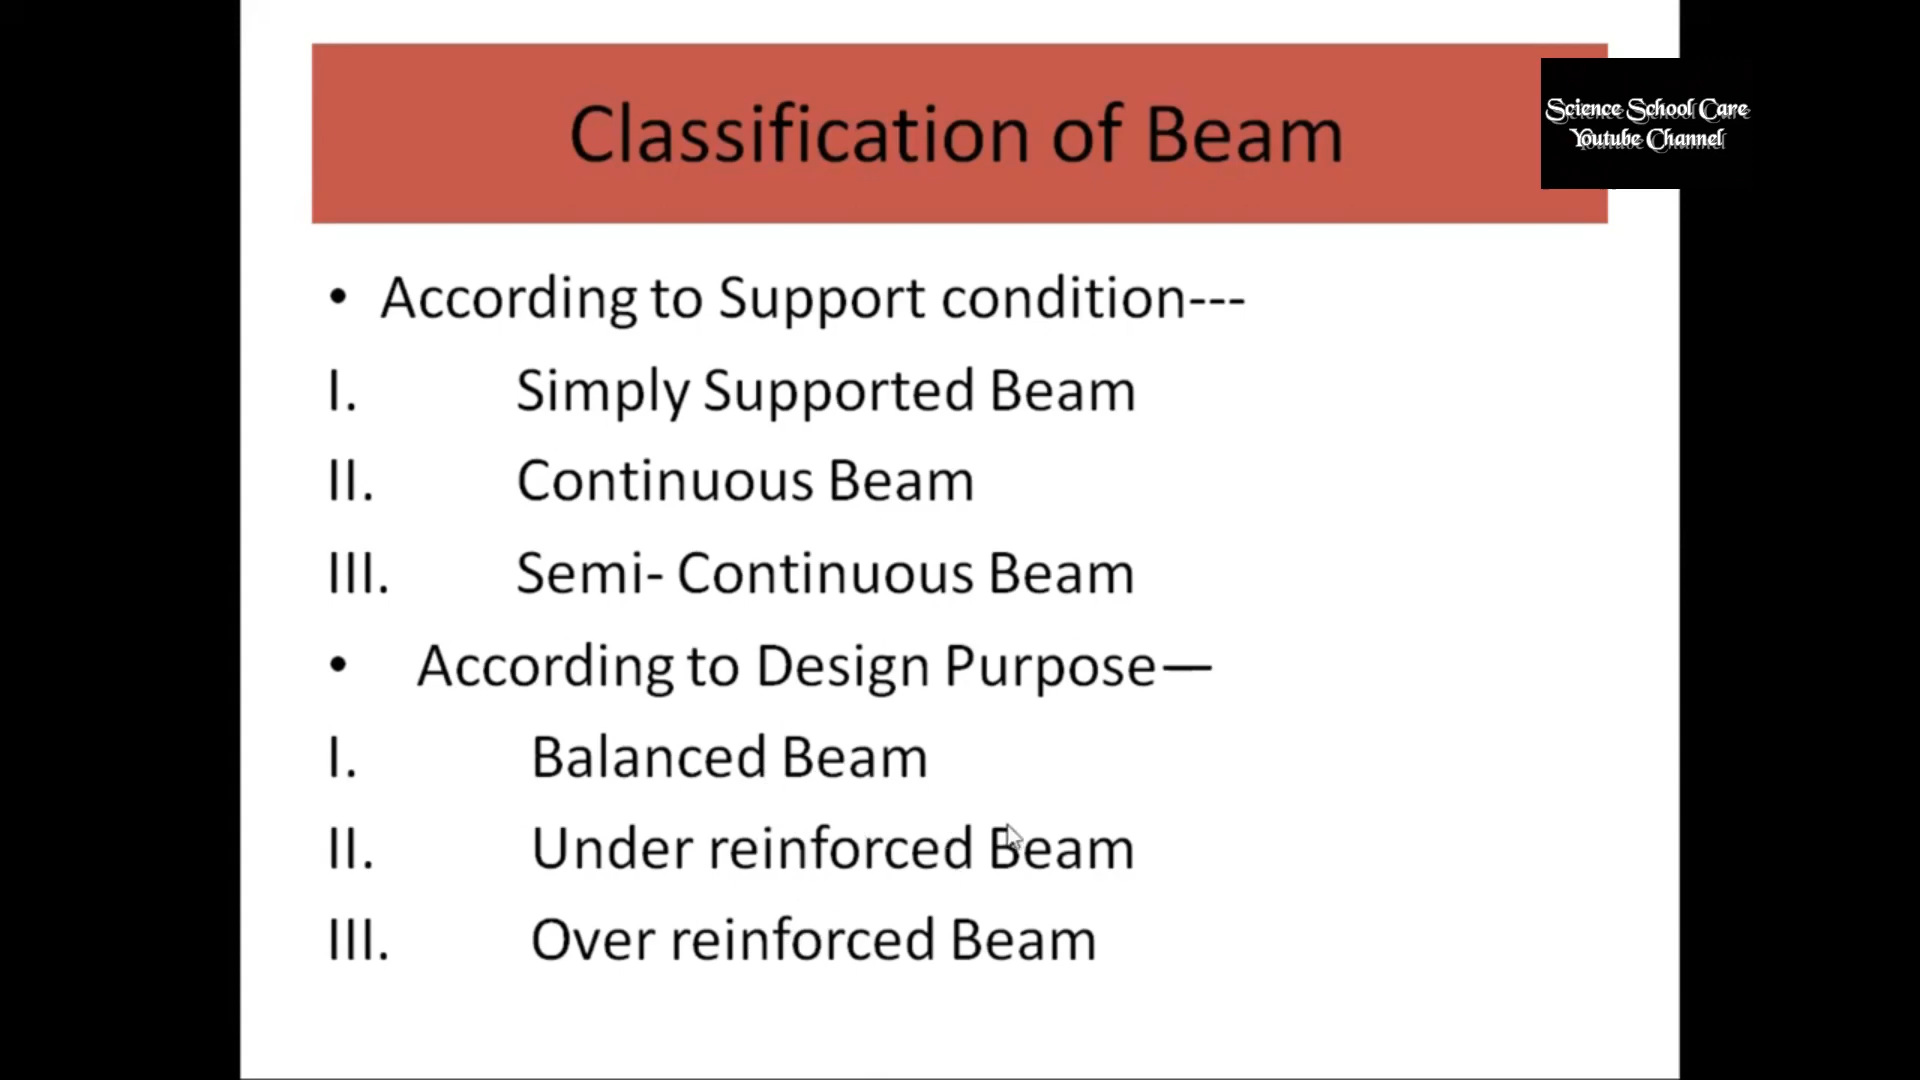 Classification of Beam
Science School Care
Youtube Channel
• According to Support condition---
I. Simply Supported Beam
II. Continuous Beam
III. Semi- Continuous Beam
• According to Design Purpose—
I. Balanced Beam
II. Under reinforced Beam
III. Over reinforced Beam